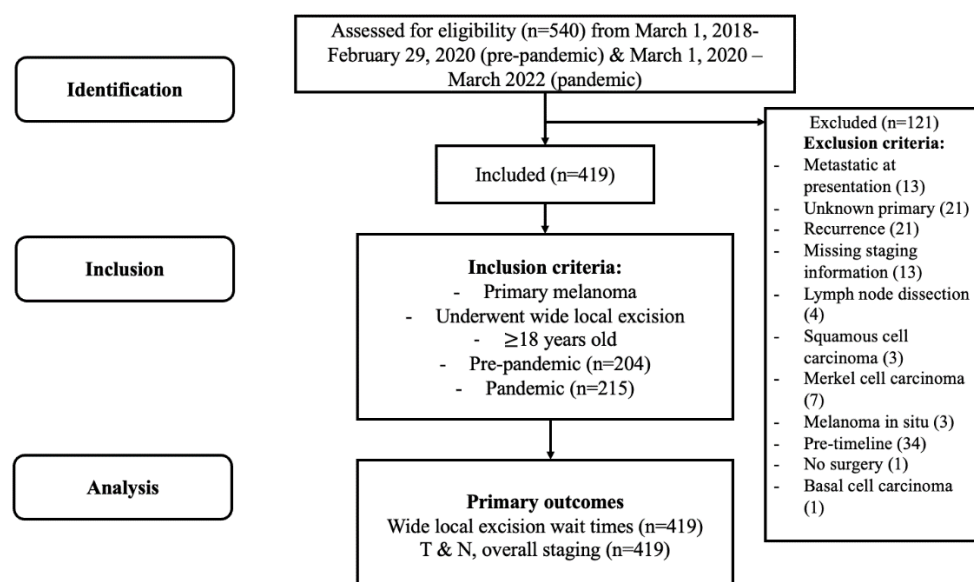 Assessed for eligibility (n=540) from March 1, 2018-
February 29, 2020 (pre-pandemic) & March 1, 2020 –
March 2022 (pandemic)
Identification
Excluded (n=121)
Exclusion criteria:
- Metastatic at
presentation (13)
- Unknown primary (21)
- Recurrence (21)
- Missing staging
information (13)
- Lymph node dissection
(4)
- Squamous cell
carcinoma (3)
- Merkel cell carcinoma
(7)
- Melanoma in situ (3)
- Pre-timeline (34)
- No surgery (1)
- Basal cell carcinoma
(1)
Included (n=419)
Inclusion
Inclusion criteria:
- Primary melanoma
- Underwent wide local excision
- ≥18 years old
- Pre-pandemic (n=204)
- Pandemic (n=215)
Analysis
Primary outcomes
Wide local excision wait times (n=419)
T & N, overall staging (n=419)